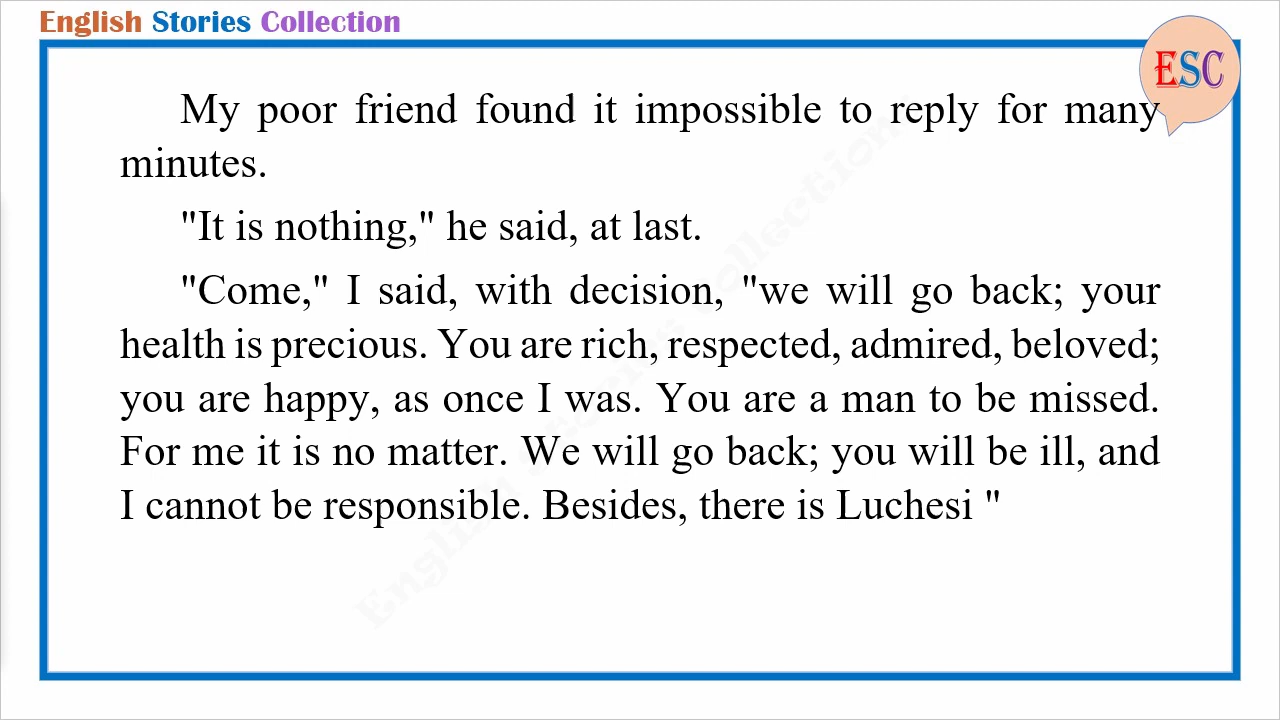 English Stories Collection
ESC
My poor friend found it impossible to reply for many
minutes.
"It is nothing," he said, at last.
"Come," I said, with decision, "we will go back; your
health is precious. You are rich, respected, admired, beloved;
you are happy, as once I was. You are a man to be missed.
For me it is no matter. We will go back; you will be ill, and
I cannot be responsible. Besides, there is Luchesi "
English Stories Collection